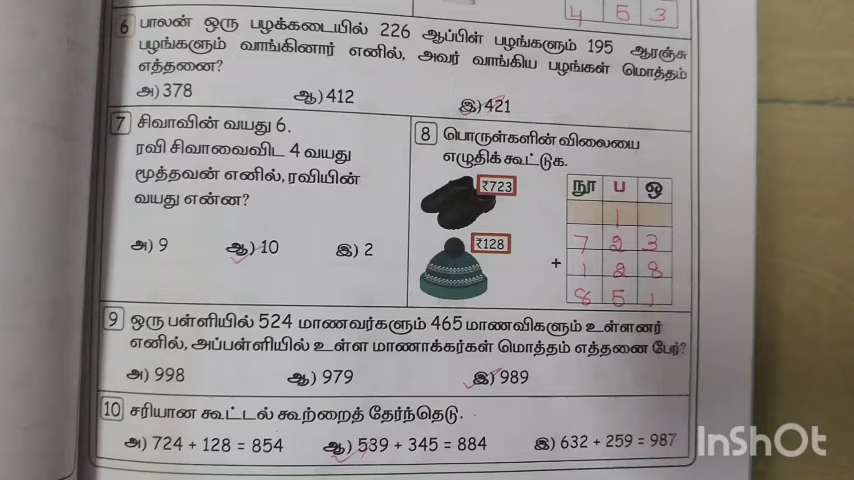 4 5 3
6 பாலன் ஒரு பழக்கடையில் 226 ஆப்பிள் பழங்களும் 195 ஆரஞ்சு
பழங்களும் வாங்கினார் எனில், அவர் வாங்கிய பழங்கள் மொத்தம்
எத்தனை?
அ) 378 ஆ) 412 இ) 421
7 சிவாவின் வயது 6.
ரவி சிவாவைவிட 4 வயது
மூத்தவன் எனில், ரவியின்
வயது என்ன?
அ) 9 ஆ) 10 இ) 2
8 பொருள்களின் விலையை
எழுதிக் கூட்டுக.
₹723
₹128
நூ ப ஒ
1
7 2 3
+ 1 2 8
8 5 1
9 ஒரு பள்ளியில் 524 மாணவர்களும் 465 மாணவிகளும் உள்ளனர்
எனில், அப்பள்ளியில் உள்ள மாணாக்கர்கள் மொத்தம் எத்தனை பேர்?
அ) 998 ஆ) 979 இ) 989
10 சரியான கூட்டல் கூற்றைத் தேர்ந்தெடு.
அ) 724 + 128 = 854 ஆ) 539 + 345 = 884 இ) 632 + 259 = 987
InShOt